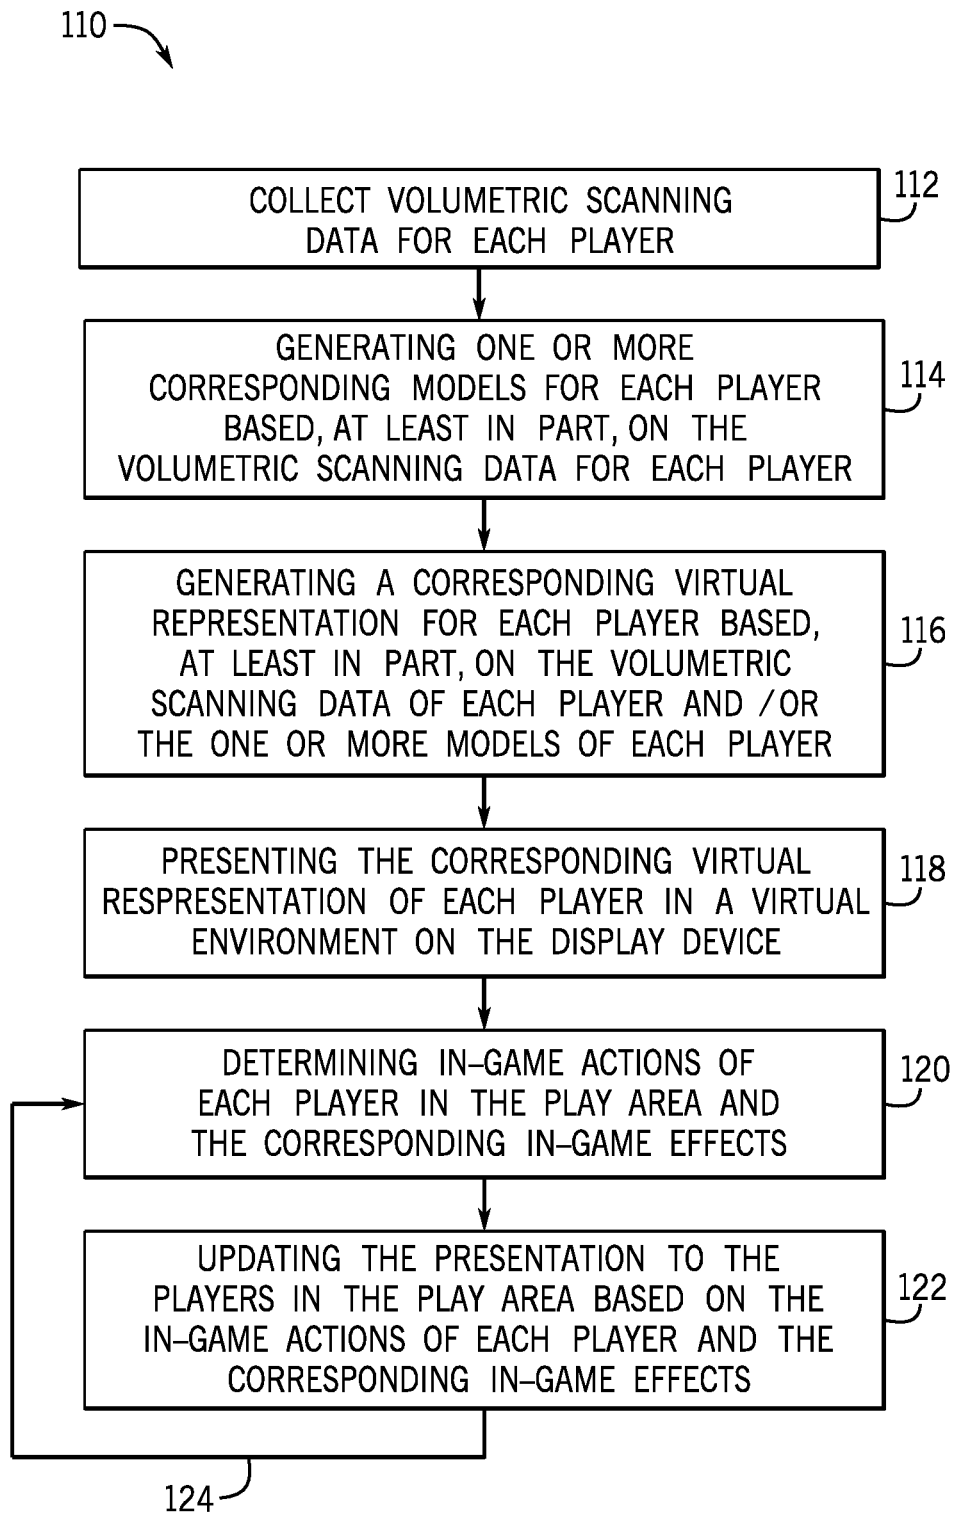 110
COLLECT VOLUMETRIC SCANNING
DATA FOR EACH PLAYER
112
GENERATING ONE OR MORE
CORRESPONDING MODELS FOR EACH PLAYER
BASED, AT LEAST IN PART, ON THE
VOLUMETRIC SCANNING DATA FOR EACH PLAYER
114
GENERATING A CORRESPONDING VIRTUAL
REPRESENTATION FOR EACH PLAYER BASED,
AT LEAST IN PART, ON THE VOLUMETRIC
SCANNING DATA OF EACH PLAYER AND /OR
THE ONE OR MORE MODELS OF EACH PLAYER
116
PRESENTING THE CORRESPONDING VIRTUAL
RESPRESENTATION OF EACH PLAYER IN A VIRTUAL
ENVIRONMENT ON THE DISPLAY DEVICE
118
DETERMINING IN–GAME ACTIONS OF
EACH PLAYER IN THE PLAY AREA AND
THE CORRESPONDING IN–GAME EFFECTS
120
UPDATING THE PRESENTATION TO THE
PLAYERS IN THE PLAY AREA BASED ON THE
IN–GAME ACTIONS OF EACH PLAYER AND THE
CORRESPONDING IN–GAME EFFECTS
122
124